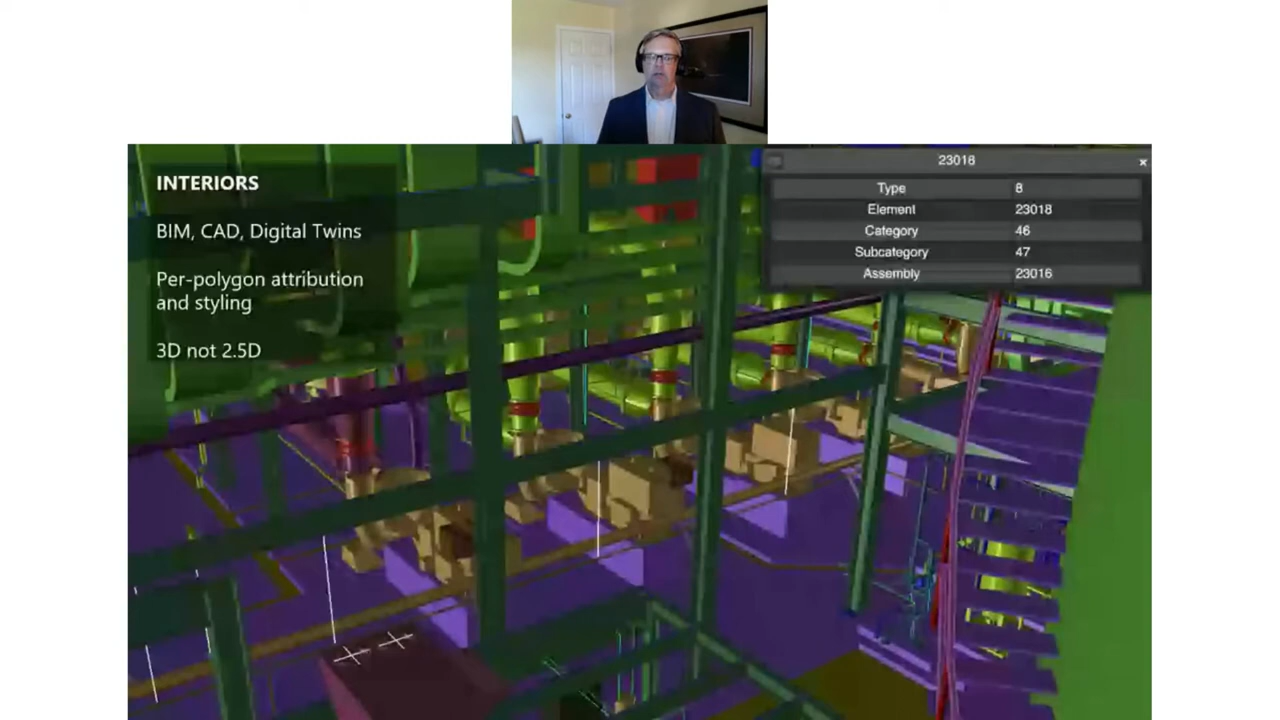 INTERIORS
BIM, CAD, Digital Twins
Per-polygon attribution
and styling
3D not 2.5D
23018
Type 8
Element 23018
Category 46
Subcategory 47
Assembly 23016